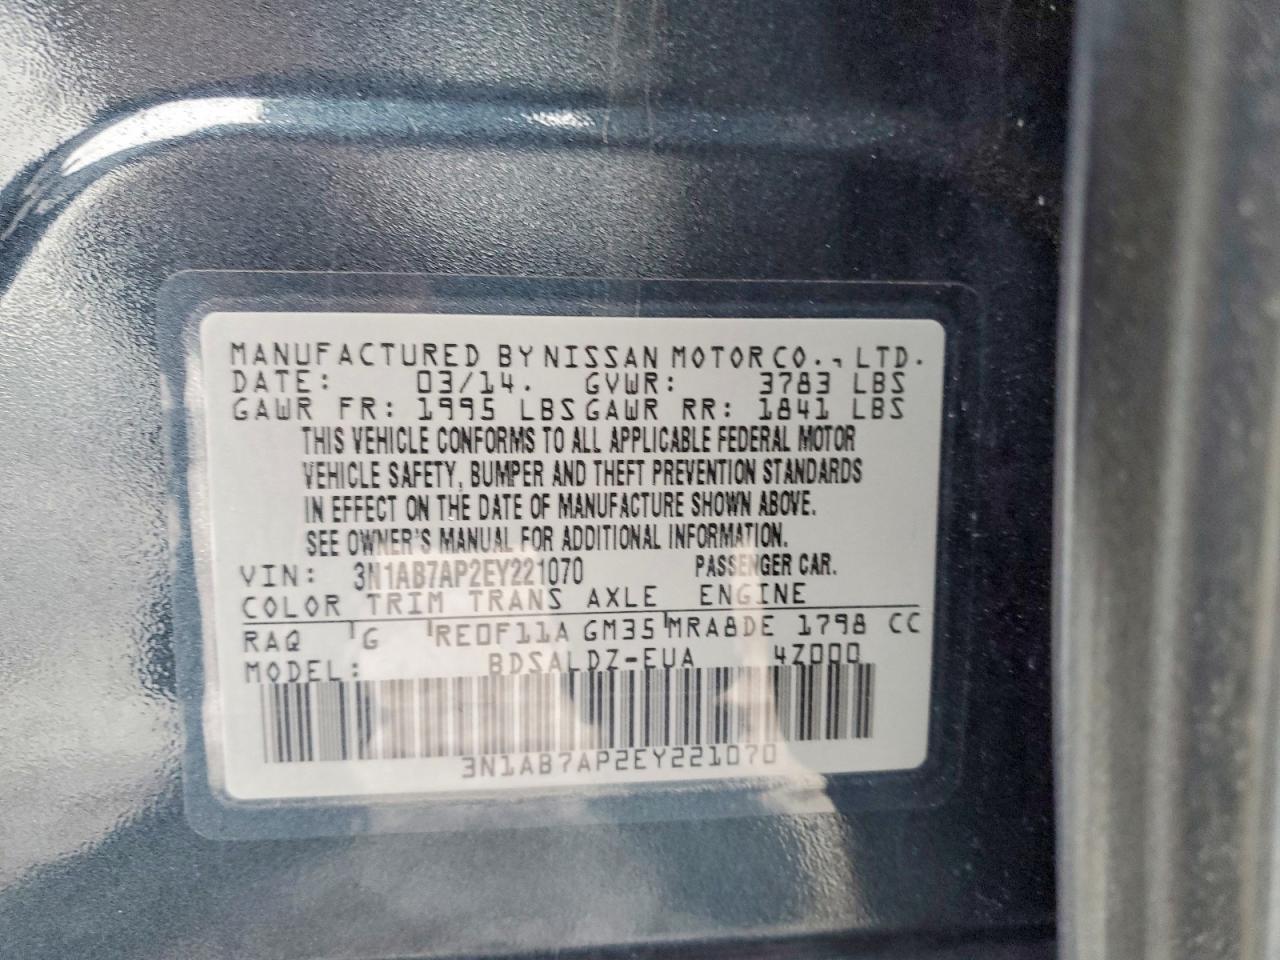 MANUFACTURED BY NISSAN MOTOR CO., LTD.
DATE: 03/14. GVWR: 3783 LBS
GAWR FR: 1995 LBS GAWR RR: 1841 LBS
THIS VEHICLE CONFORMS TO ALL APPLICABLE FEDERAL MOTOR
VEHICLE SAFETY, BUMPER AND THEFT PREVENTION STANDARDS
IN EFFECT ON THE DATE OF MANUFACTURE SHOWN ABOVE.
SEE OWNER'S MANUAL FOR ADDITIONAL INFORMATION.
VIN: 3N1AB7AP2EY221070 PASSENGER CAR.
COLOR TRIM TRANS AXLE ENGINE
RAQ G RE0F11A GM35 MRA8DE 1798 CC
MODEL: BDSALDZ-EUA 4Z000
3N1AB7AP2EY221070